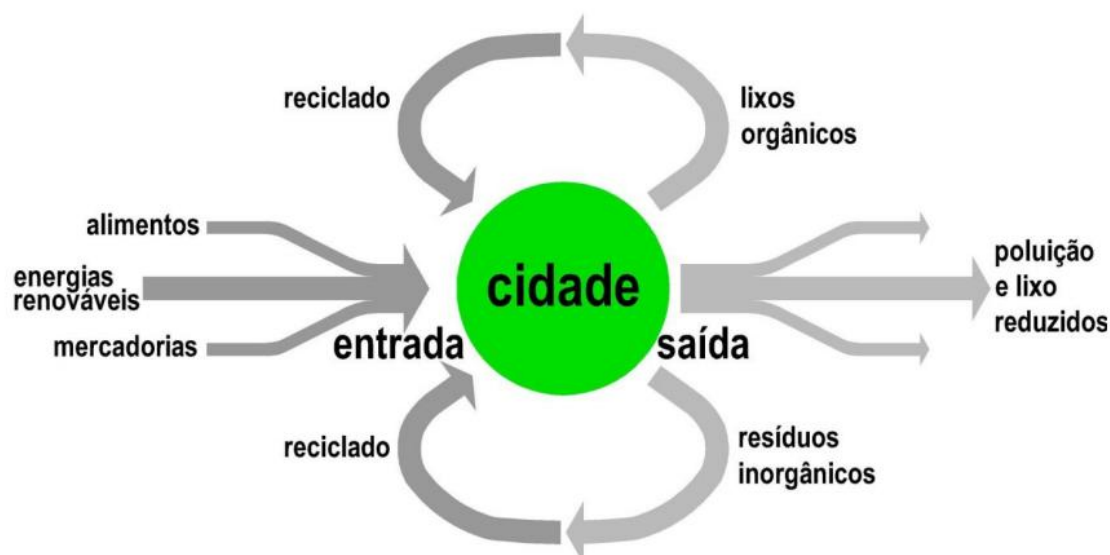 reciclado
lixos
orgânicos
alimentos
energias
renováveis
mercadorias
cidade
entrada
saída
poluição
e lixo
reduzidos
reciclado
resíduos
inorgânicos